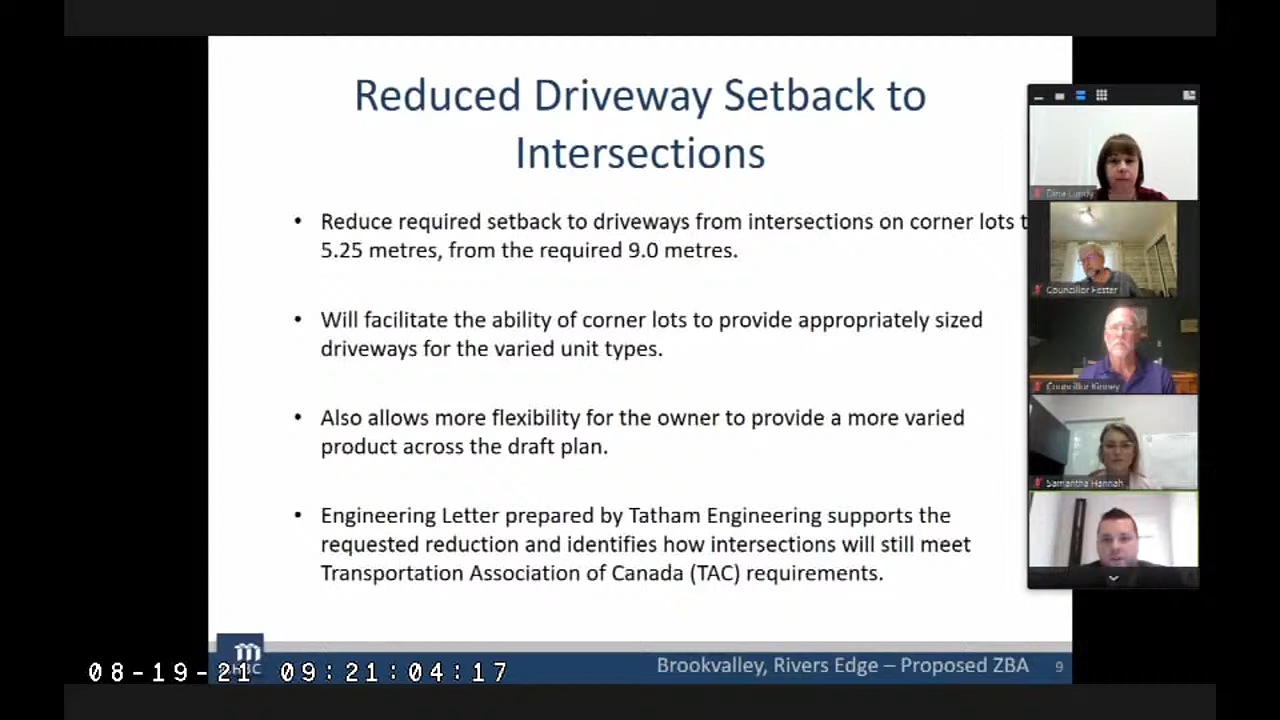 Reduced Driveway Setback to
Intersections
• Reduce required setback to driveways from intersections on corner lots t
5.25 metres, from the required 9.0 metres.
• Will facilitate the ability of corner lots to provide appropriately sized
driveways for the varied unit types.
• Also allows more flexibility for the owner to provide a more varied
product across the draft plan.
• Engineering Letter prepared by Tatham Engineering supports the
requested reduction and identifies how intersections will still meet
Transportation Association of Canada (TAC) requirements.
Councillor Foster
Councillor Kinney
Samantha Hannah
08-19-21 09:21:04:17
Brookvalley, Rivers Edge – Proposed ZBA 9